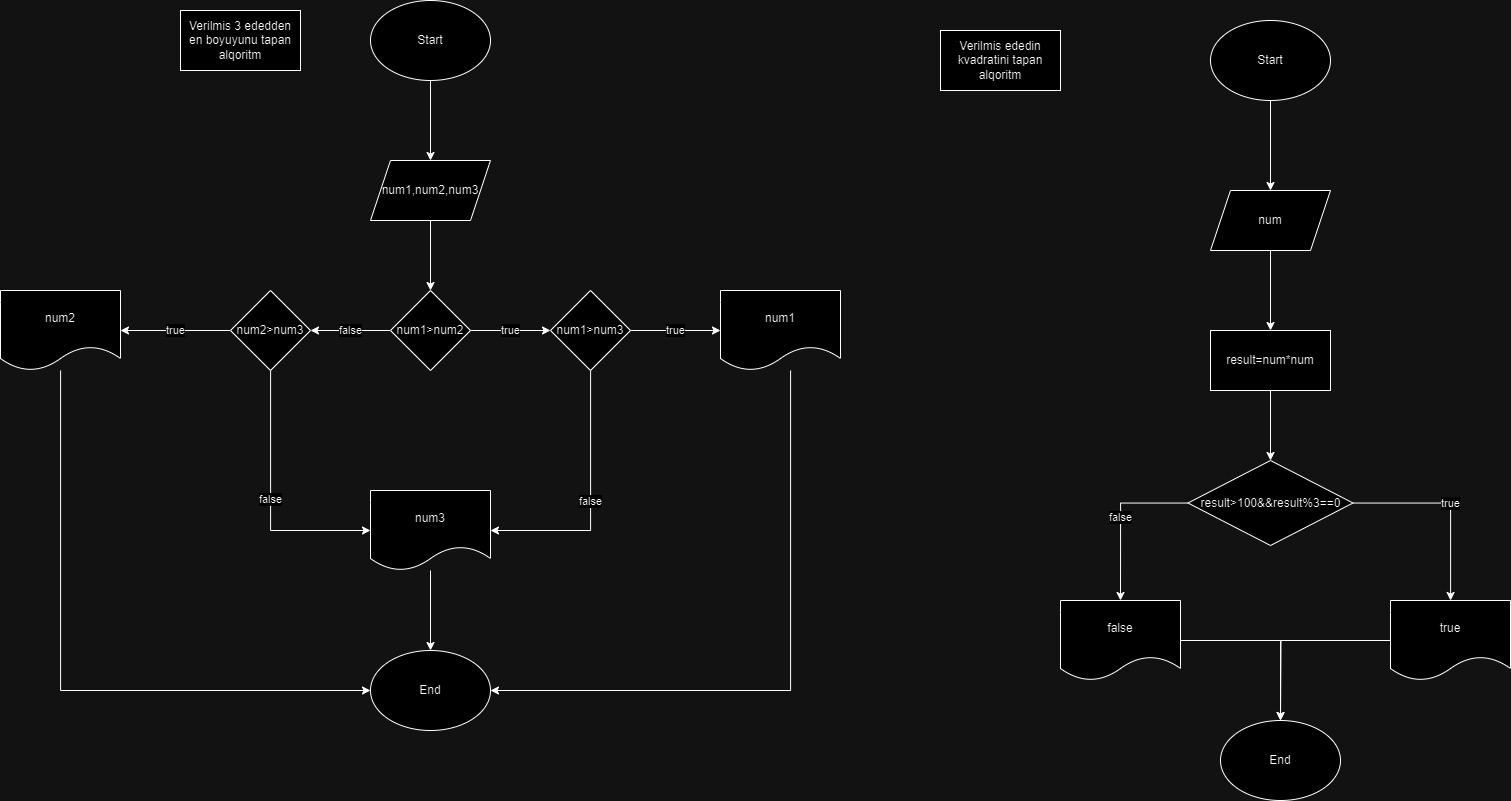 Verilmis 3 ededden
en boyuyunu tapan
alqoritm
Start
num1,num2,num3
num2
true
num2>num3
false
num1>num2
true
num1>num3
true
num1
false
false
num3
End
Verilmis ededin
kvadratini tapan
alqoritm
Start
num
result=num*num
result>100&&result%3==0
false
true
false
true
End